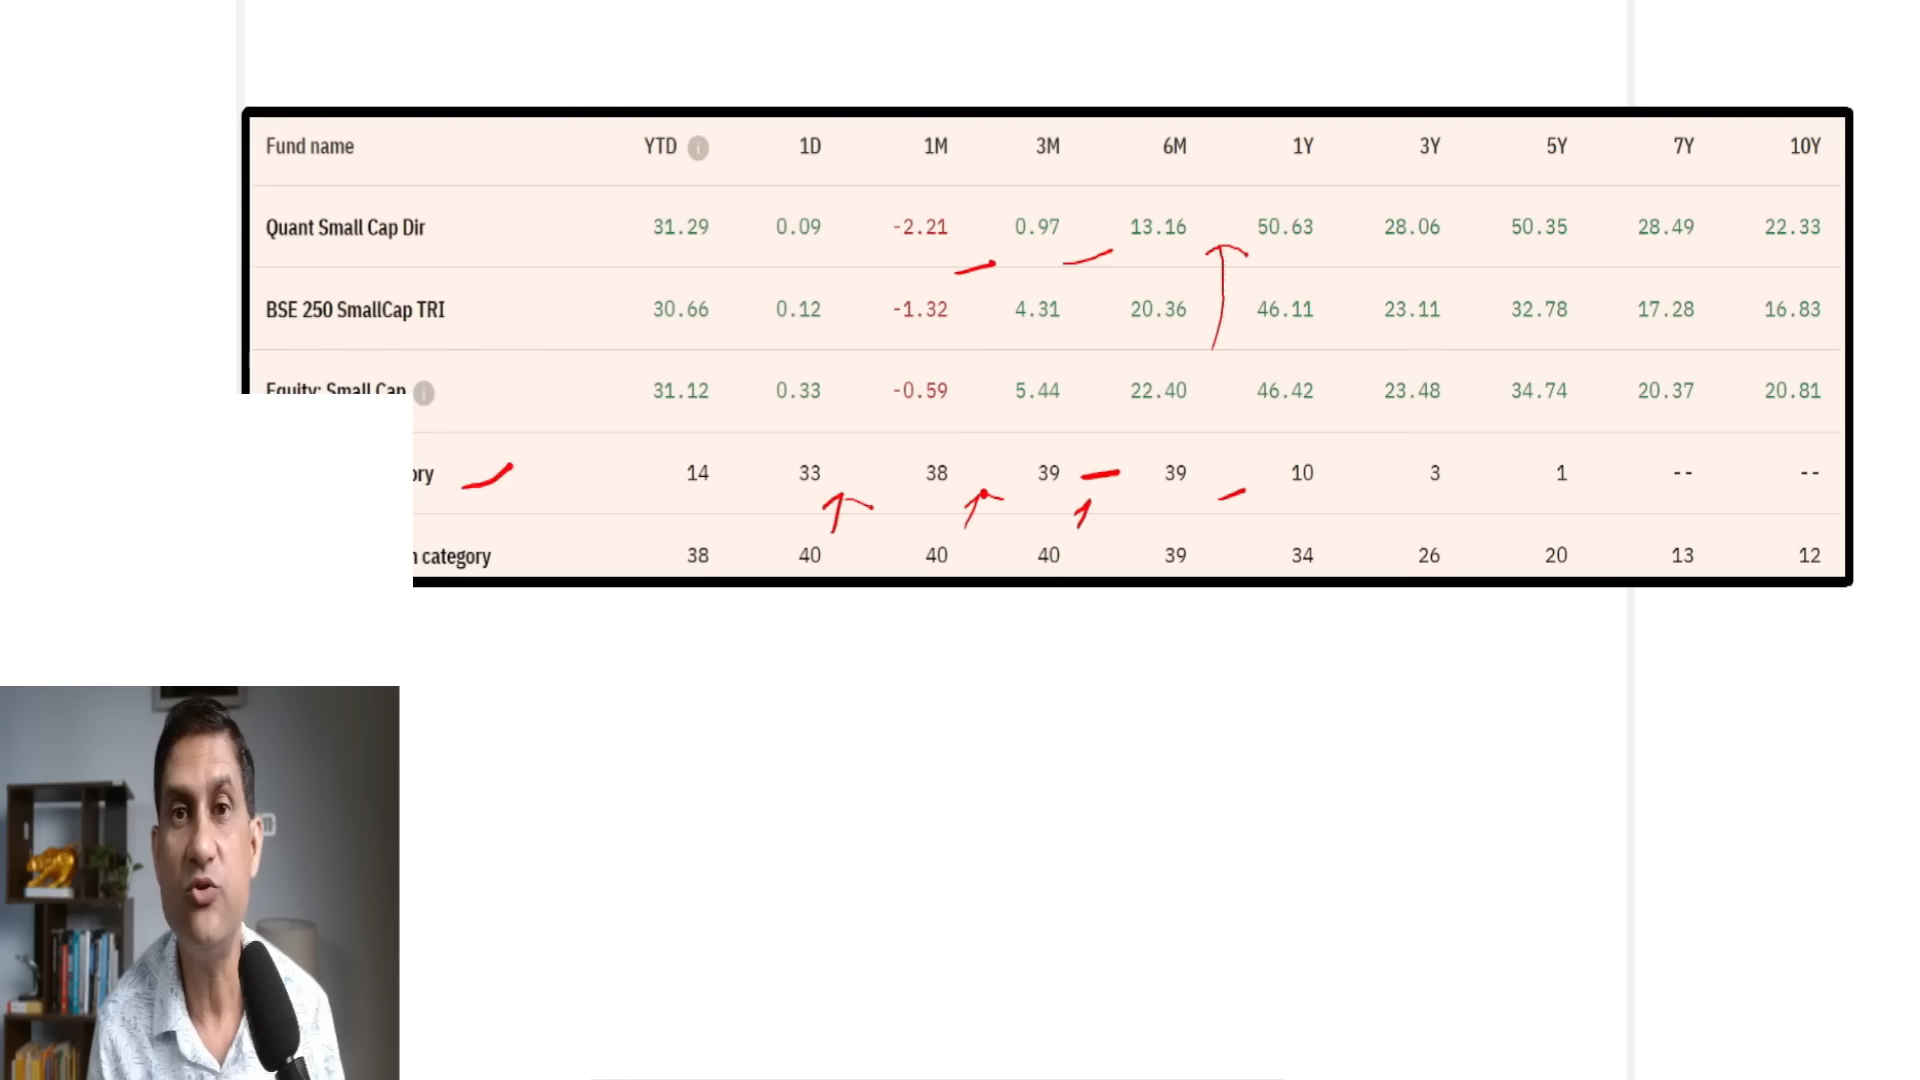 Fund name YTD i 1D 1M 3M 6M 1Y 3Y 5Y 7Y 10Y
Quant Small Cap Dir 31.29 0.09 -2.21 0.97 13.16 50.63 28.06 50.35 28.49 22.33
BSE 250 SmallCap TRI 30.66 0.12 -1.32 4.31 20.36 46.11 23.11 32.78 17.28 16.83
Equity: Small Cap i 31.12 0.33 -0.59 5.44 22.40 46.42 23.48 34.74 20.37 20.81
ory 14 33 38 39 39 10 3 1 -- --
category 38 40 40 40 39 34 26 20 13 12